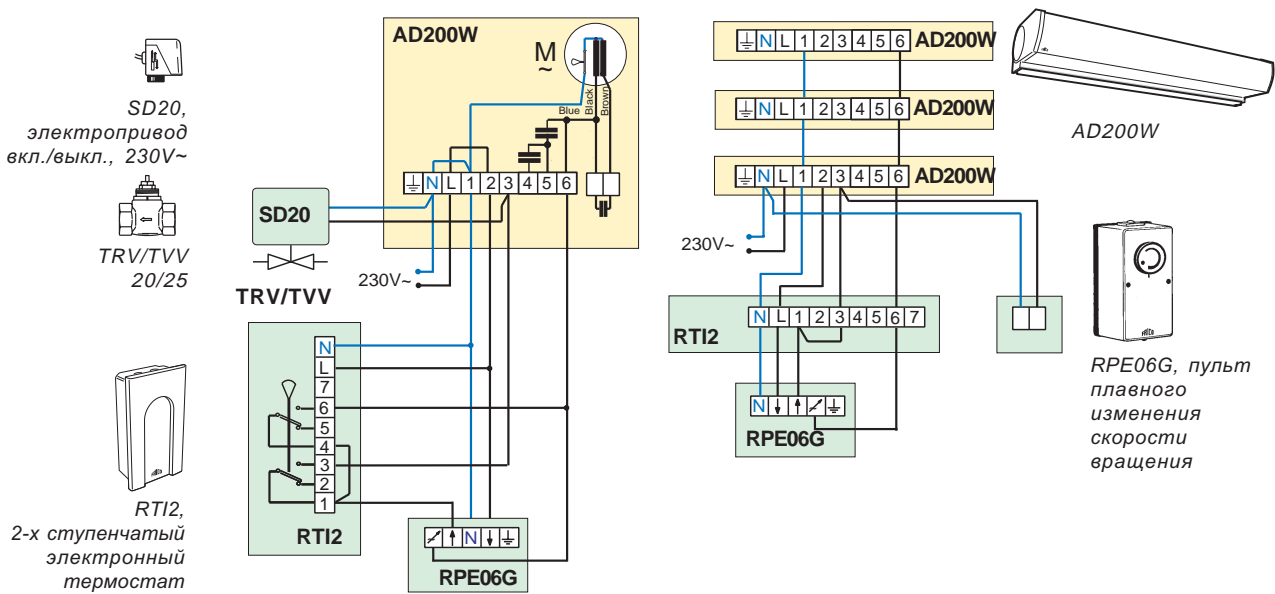 SD20,
электропривод
вкл./выкл., 230V~
TRV/TVV
20/25
RTI2,
2-х ступенчатый
электронный
термостат
AD200W
M
~
Blue
Black
Brown
N L 1 2 3 4 5 6
SD20
TRV/TVV
230V~
N
L
7
6
5
4
3
2
1
RTI2
N
RPE06G
N L 1 2 3 4 5 6 AD200W
N L 1 2 3 4 5 6 AD200W
N L 1 2 3 4 5 6 AD200W
230V~
RTI2
N L 1 2 3 4 5 6 7
N
RPE06G
AD200W
FRICO
RPE06G, пульт
плавного
изменения
скорости
вращения